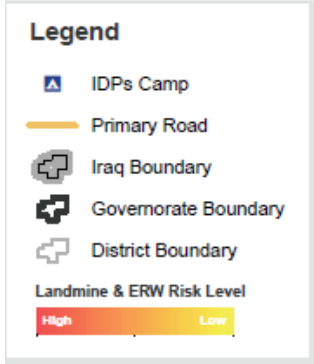 Legend
IDPs Camp
Primary Road
Iraq Boundary
Governorate Boundary
District Boundary
Landmine & ERW Risk Level
High Low